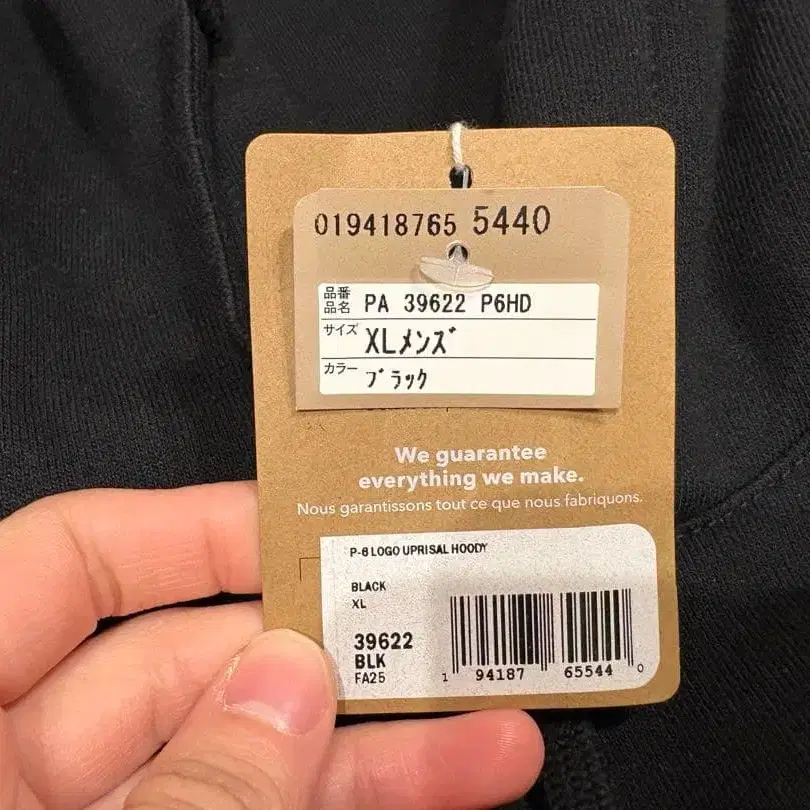 019418765 5440
品番
品名 PA 39622 P6HD
サイズ XLメンズ
カラー ブラック
We guarantee
everything we make.
Nous garantissons tout ce que nous fabriquons.
P-6 LOGO UPRISAL HOODY
BLACK
XL
39622
BLK
FA25
1 94187 65544 0